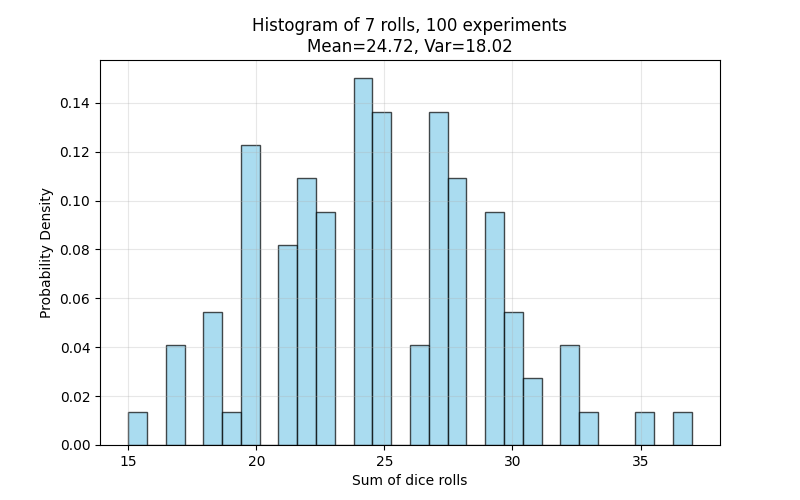 Histogram of 7 rolls, 100 experiments
Mean=24.72, Var=18.02
Probability Density
0.14
0.12
0.10
0.08
0.06
0.04
0.02
0.00
15 20 25 30 35
Sum of dice rolls